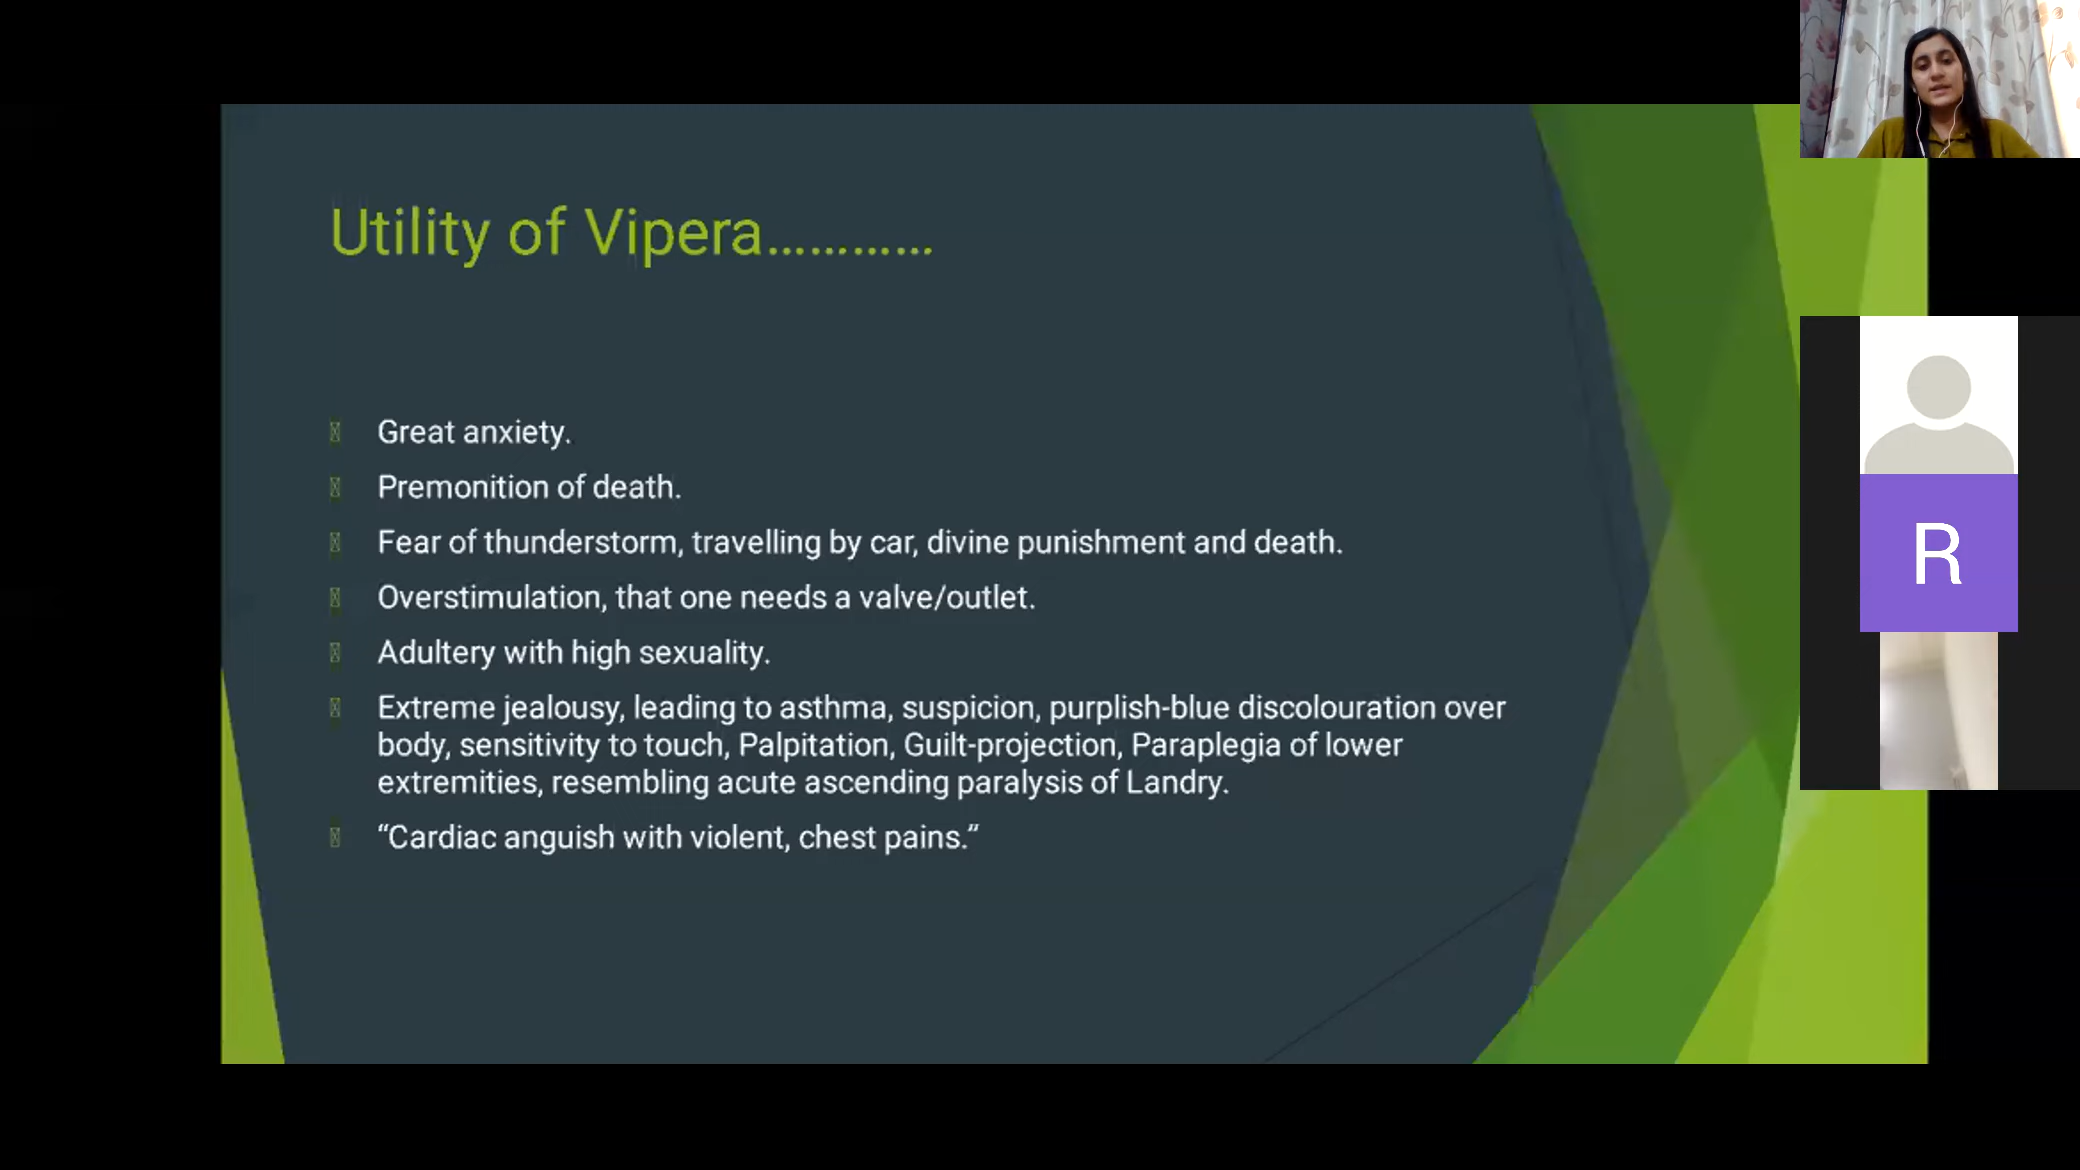 Utility of Vipera…………
Great anxiety.
Premonition of death.
Fear of thunderstorm, travelling by car, divine punishment and death.
Overstimulation, that one needs a valve/outlet.
Adultery with high sexuality.
Extreme jealousy, leading to asthma, suspicion, purplish-blue discolouration over
body, sensitivity to touch, Palpitation, Guilt-projection, Paraplegia of lower
extremities, resembling acute ascending paralysis of Landry.
“Cardiac anguish with violent, chest pains.”
R